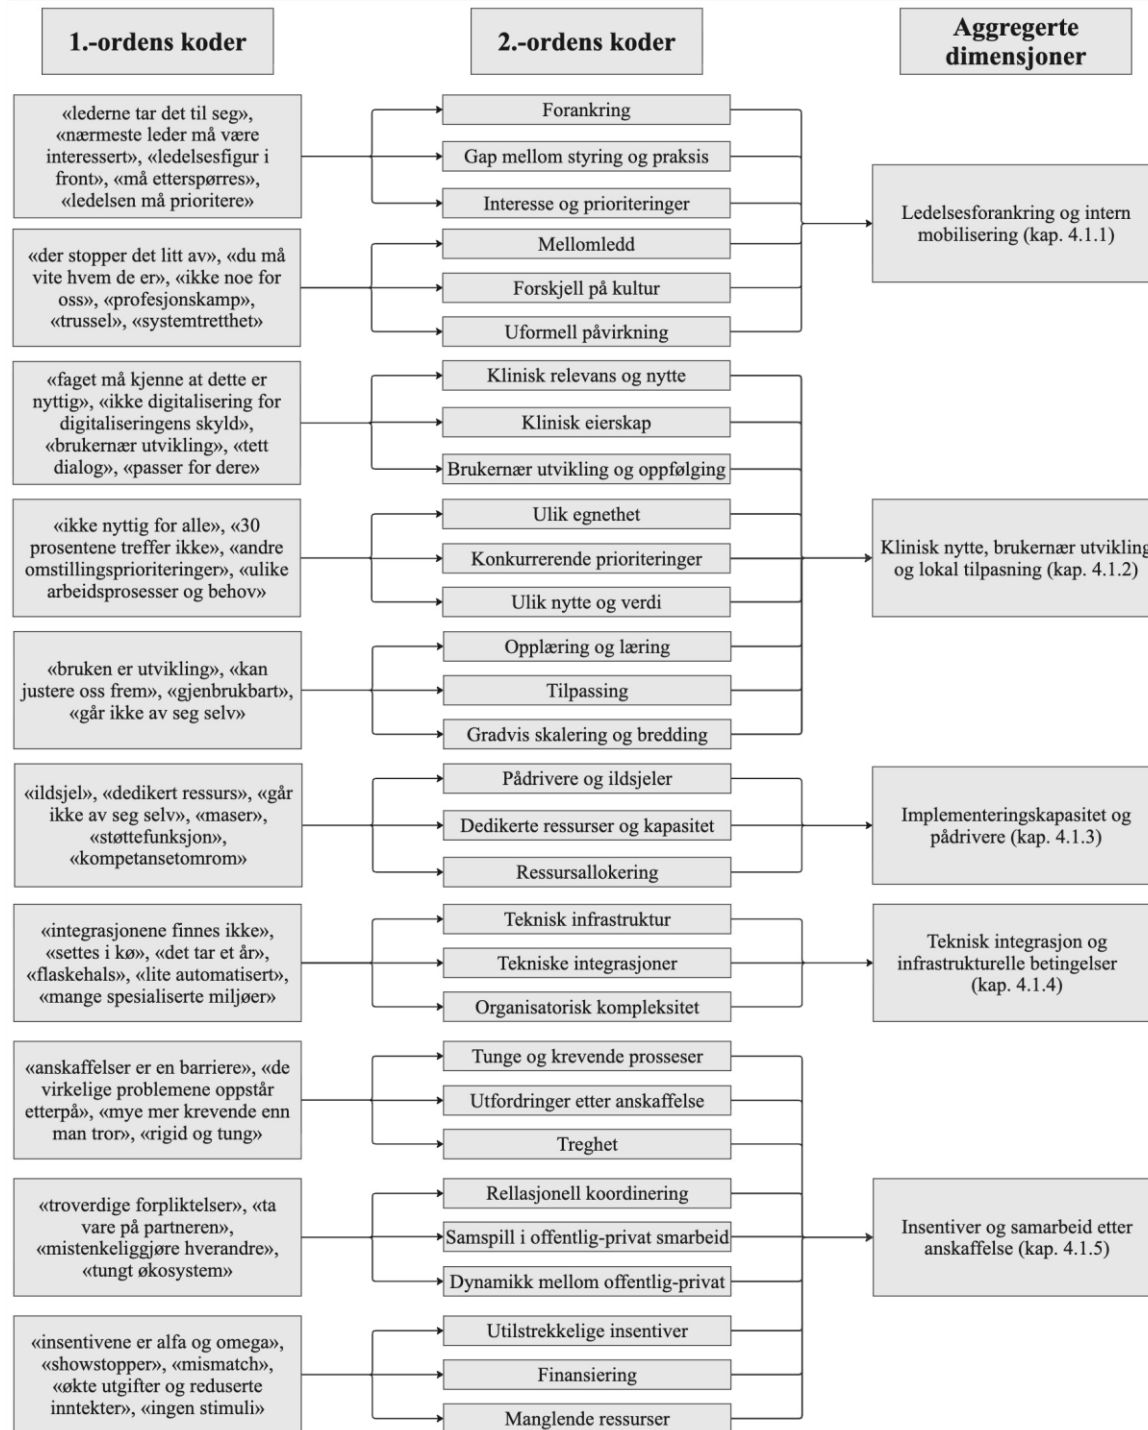 1.-ordens koder
2.-ordens koder
Aggregerte
dimensjoner
«lederne tar det til seg»,
«nærmeste leder må være
interessert», «ledelsesfigur i
front», «må etterspørres»,
«ledelsen må prioritere»
Forankring
Gap mellom styring og praksis
Interesse og prioriteringer
«der stopper det litt av», «du må
vite hvem de er», «ikke noe for
oss», «profesjonskamp»,
«trussel», «systemtretthet»
Mellomledd
Forskjell på kultur
Uformell påvirkning
Ledelsesforankring og intern
mobilisering (kap. 4.1.1)
«faget må kjenne at dette er
nyttig», «ikke digitalisering for
digitaliseringens skyld»,
«brukernær utvikling», «tett
dialog», «passer for dere»
Klinisk relevans og nytte
Klinisk eierskap
Brukernær utvikling og oppfølging
«ikke nyttig for alle», «30
prosentene treffer ikke», «andre
omstillingsprioriteringer», «ulike
arbeidsprosesser og behov»
Ulik egnethet
Konkurrerende prioriteringer
Ulik nytte og verdi
«bruken er utvikling», «kan
justere oss frem», «gjenbrukbart»,
«går ikke av seg selv»
Opplæring og læring
Tilpassing
Gradvis skalering og bredding
Klinisk nytte, brukernær utvikling
og lokal tilpasning (kap. 4.1.2)
«ildsjel», «dedikert ressurs», «går
ikke av seg selv», «maser»,
«støttefunksjon»,
«kompetansetomrom»
Pådrivere og ildsjeler
Dedikerte ressurser og kapasitet
Ressursallokering
Implementeringskapasitet og
pådrivere (kap. 4.1.3)
«integrasjonene finnes ikke»,
«settes i kø», «det tar et år»,
«flaskehals», «lite automatisert»,
«mange spesialiserte miljøer»
Teknisk infrastruktur
Tekniske integrasjoner
Organisatorisk kompleksitet
Teknisk integrasjon og
infrastrukturelle betingelser
(kap. 4.1.4)
«anskaffelser er en barriere», «de
virkelige problemene oppstår
etterpå», «mye mer krevende enn
man tror», «rigid og tung»
Tunge og krevende prosseser
Utfordringer etter anskaffelse
Treghet
«troverdige forpliktelser», «ta
vare på partneren»,
«mistenkeliggjøre hverandre»,
«tungt økosystem»
Rellasjonell koordinering
Samspill i offentlig-privat smarbeid
Dynamikk mellom offentlig-privat
«insentivene er alfa og omega»,
«showstopper», «mismatch»,
«økte utgifter og reduserte
inntekter», «ingen stimuli»
Utilstrekkelige insentiver
Finansiering
Manglende ressurser
Insentiver og samarbeid etter
anskaffelse (kap. 4.1.5)